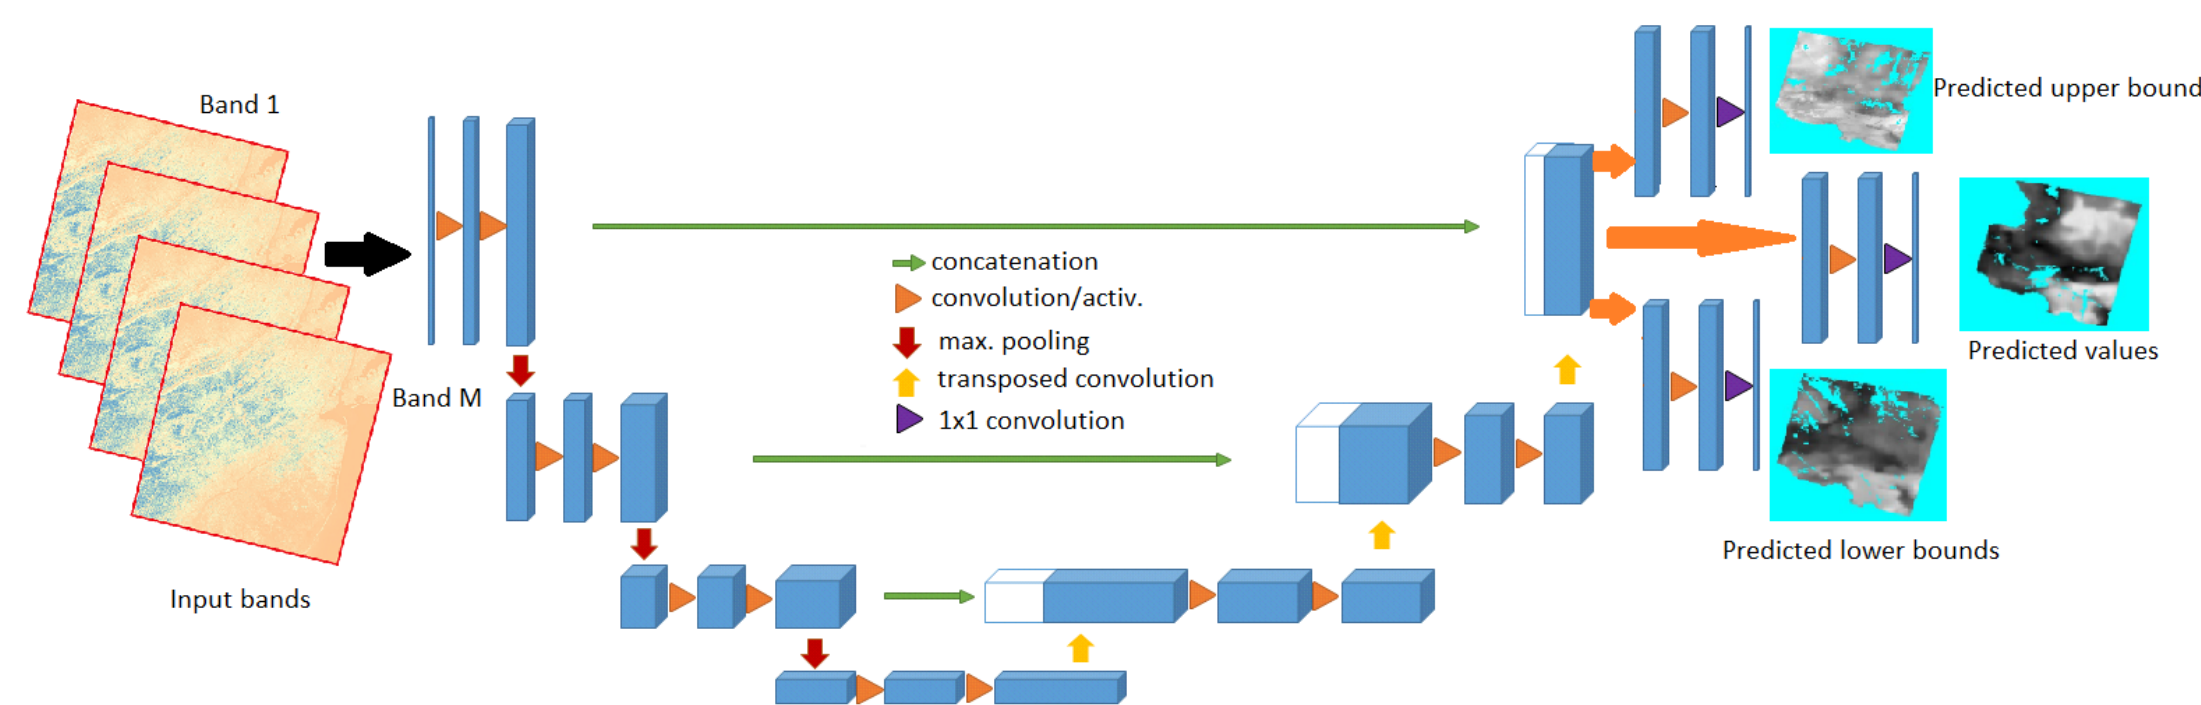 Band 1
Predicted upper bound
concatenation
convolution/activ.
max. pooling
Predicted values
transposed convolution
Band M
1x1 convolution
Predicted lower bounds
Input bands